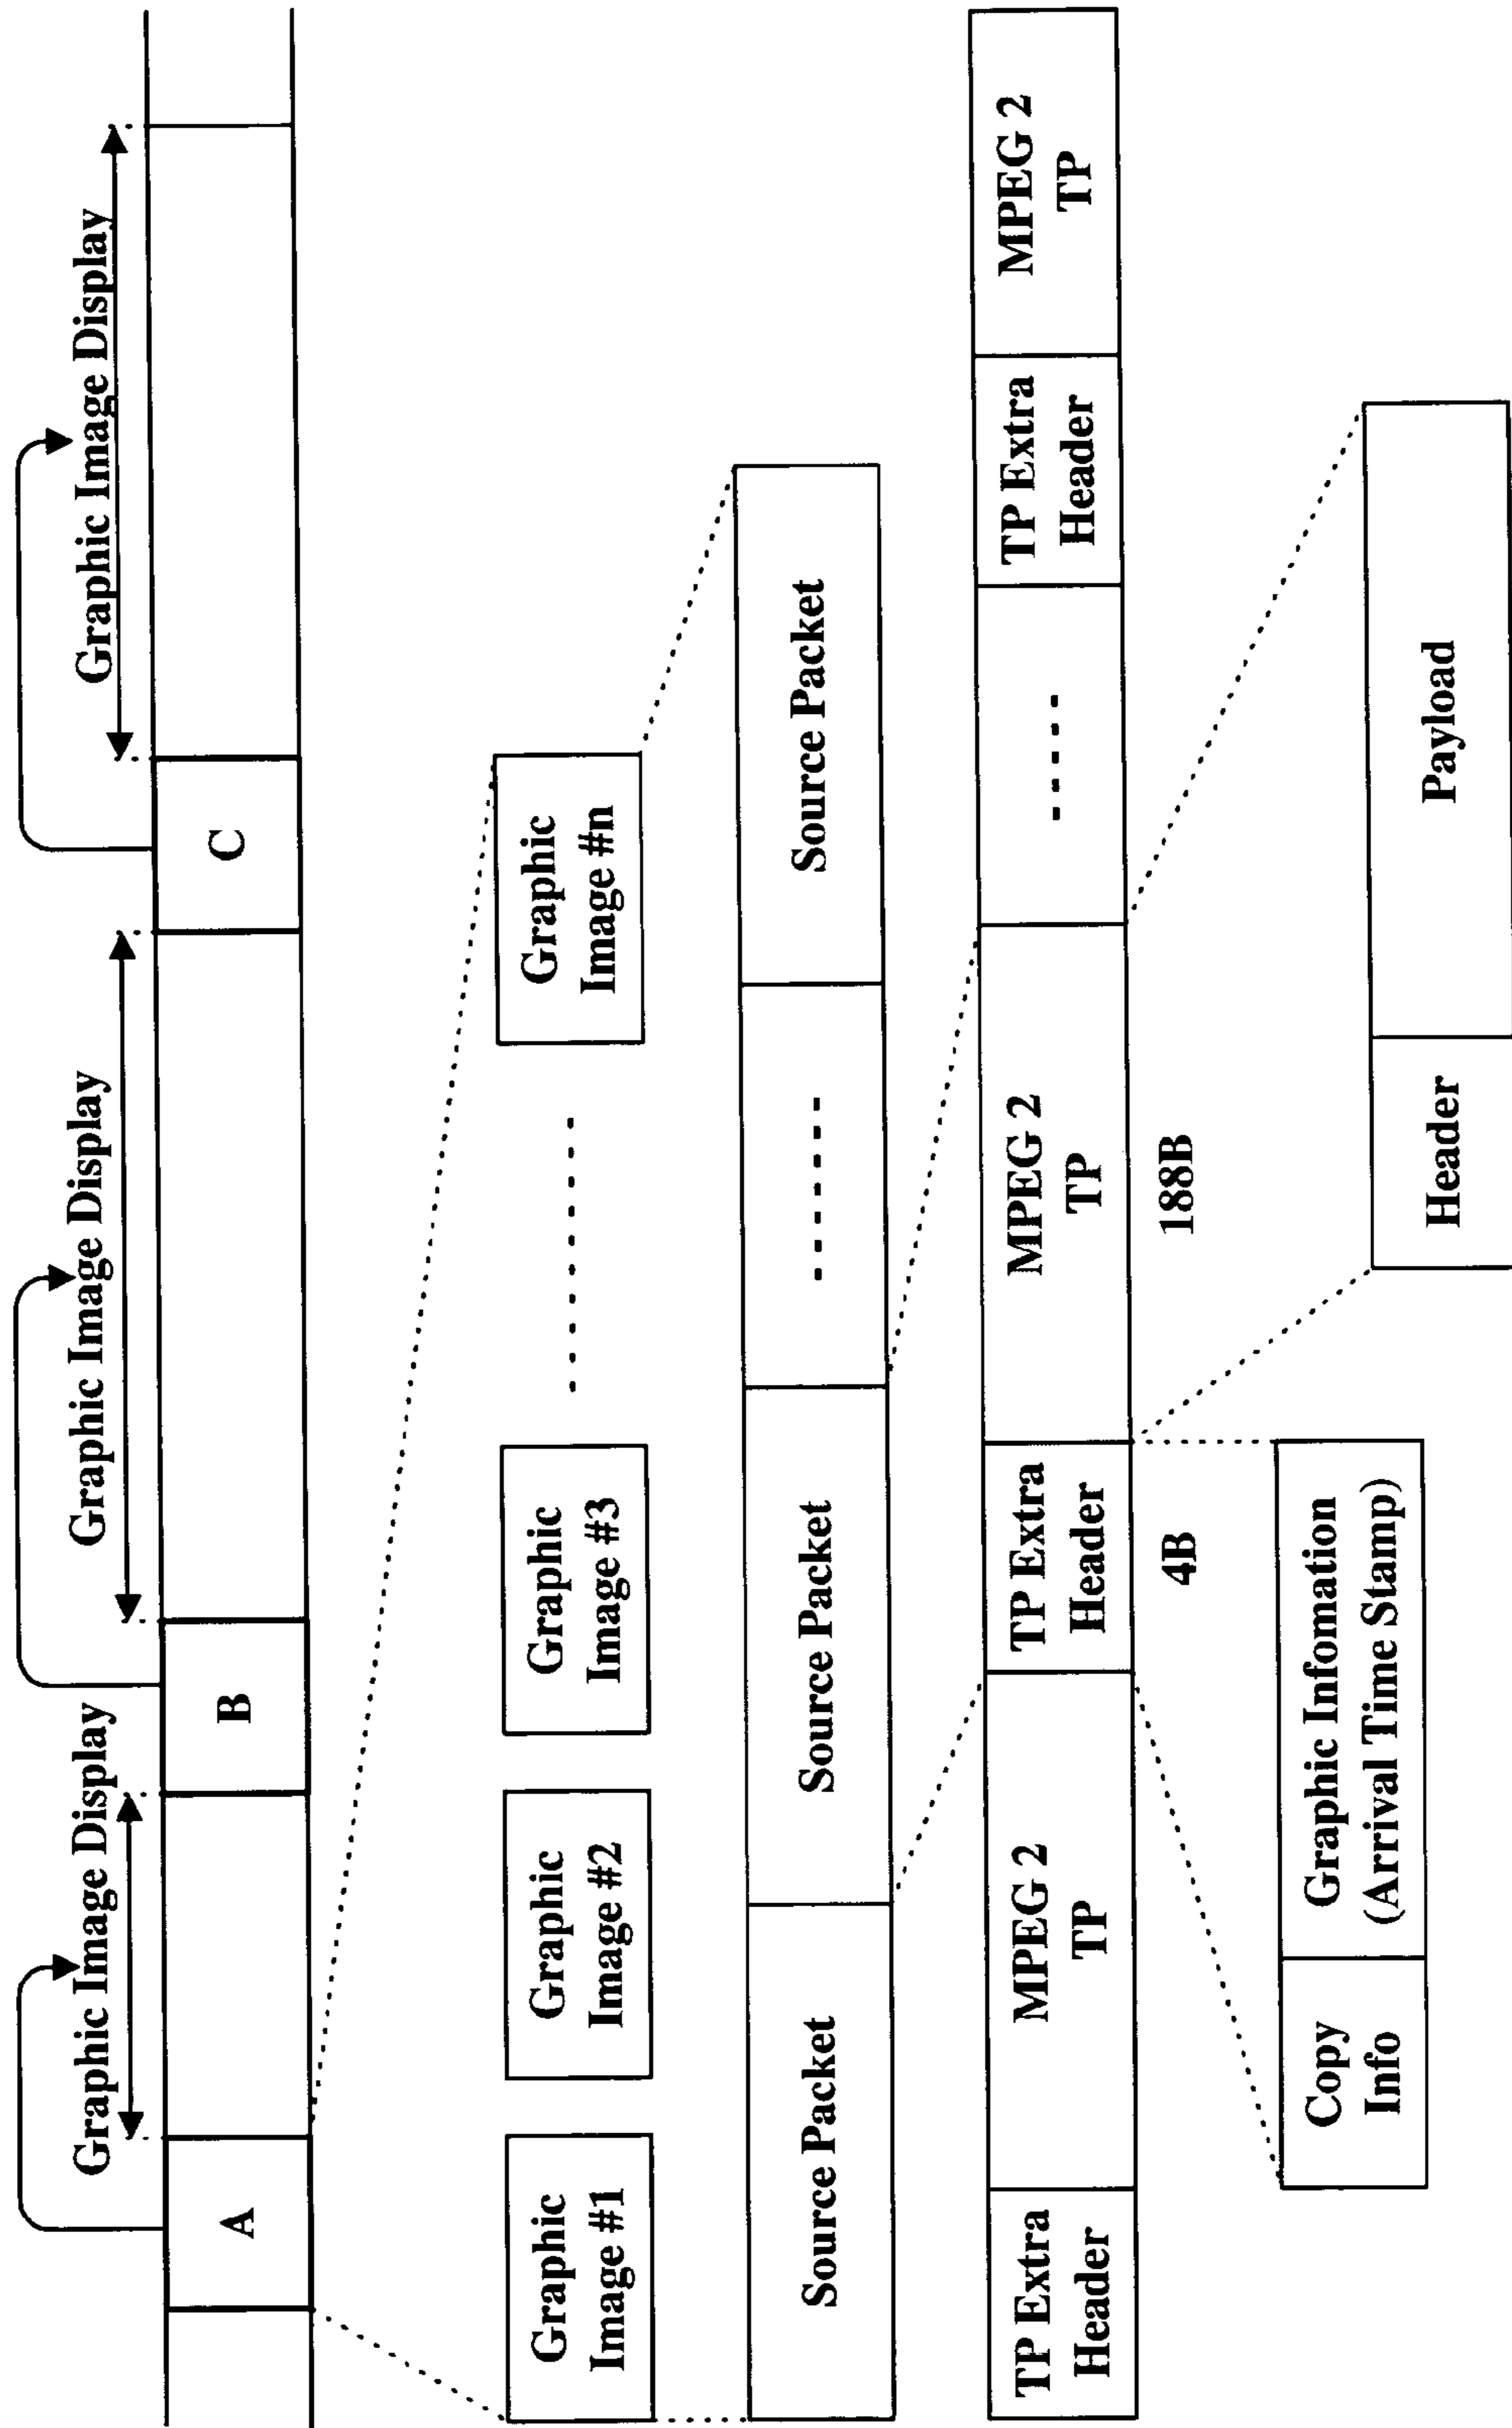 Graphic Image Display
Graphic Image Display
Graphic Image Display
A
B
C
Graphic
Image #1
Graphic
Image #2
Graphic
Image #3
Graphic
Image #n
Source Packet
Source Packet
Source Packet
TP Extra
Header
MPEG 2
TP
TP Extra
Header
MPEG 2
TP
TP Extra
Header
MPEG 2
TP
4B
188B
Copy
Info
Graphic Infomation
(Arrival Time Stamp)
Header
Payload